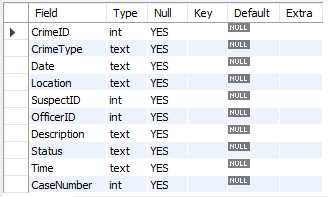 Field Type Null Key Default Extra
CrimeID int YES NULL
CrimeType text YES NULL
Date text YES NULL
Location text YES NULL
SuspectID int YES NULL
OfficerID int YES NULL
Description text YES NULL
Status text YES NULL
Time text YES NULL
CaseNumber int YES NULL